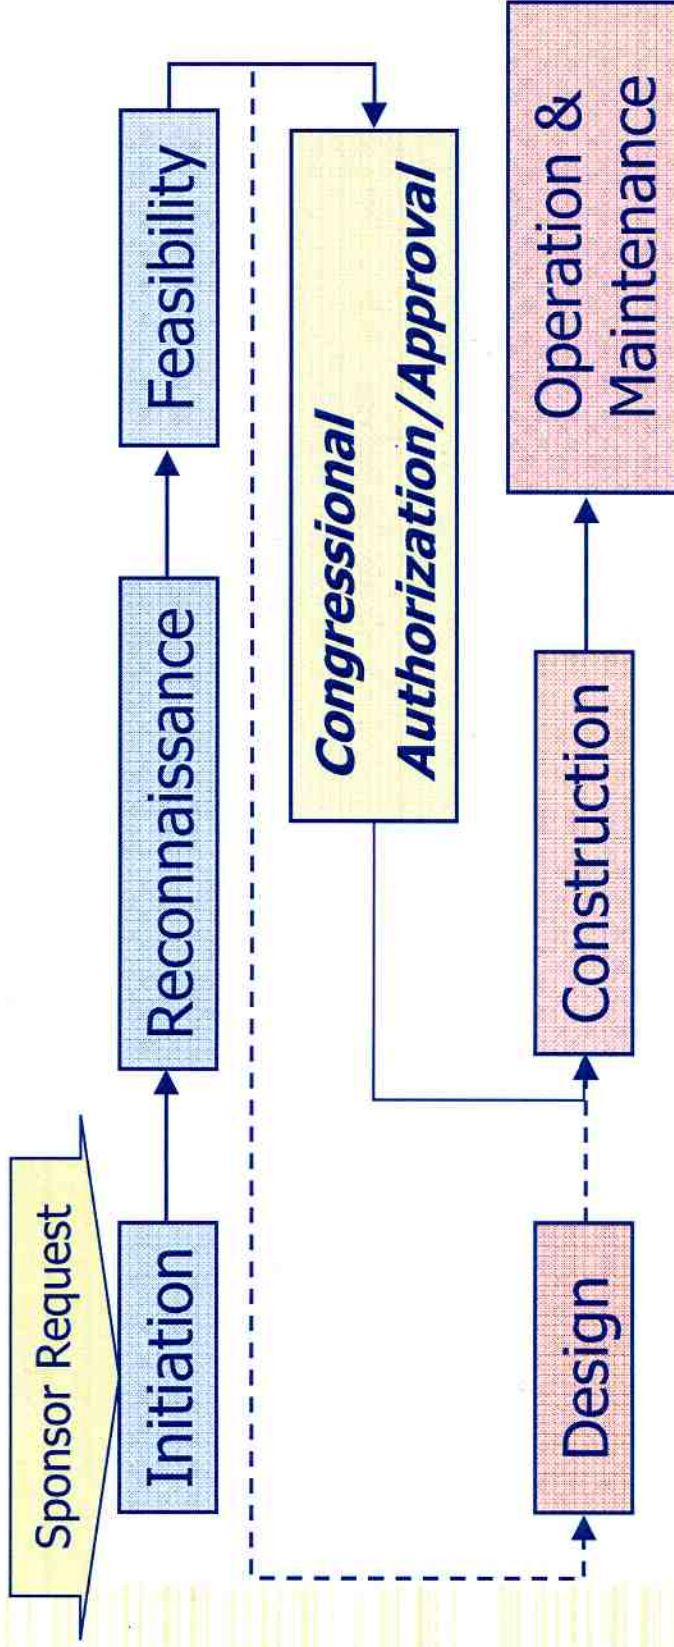 Sponsor Request
Initiation
Reconnaissance
Feasibility
Congressional
Authorization/Approval
Design
Construction
Operation &
Maintenance